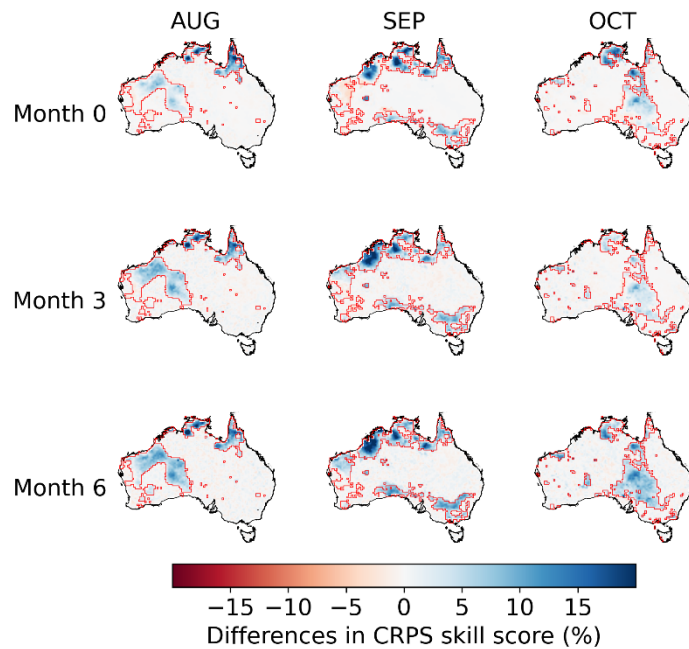 AUG SEP OCT
Month 0
Month 3
Month 6
−15 −10 −5 0 5 10 15
Differences in CRPS skill score (%)